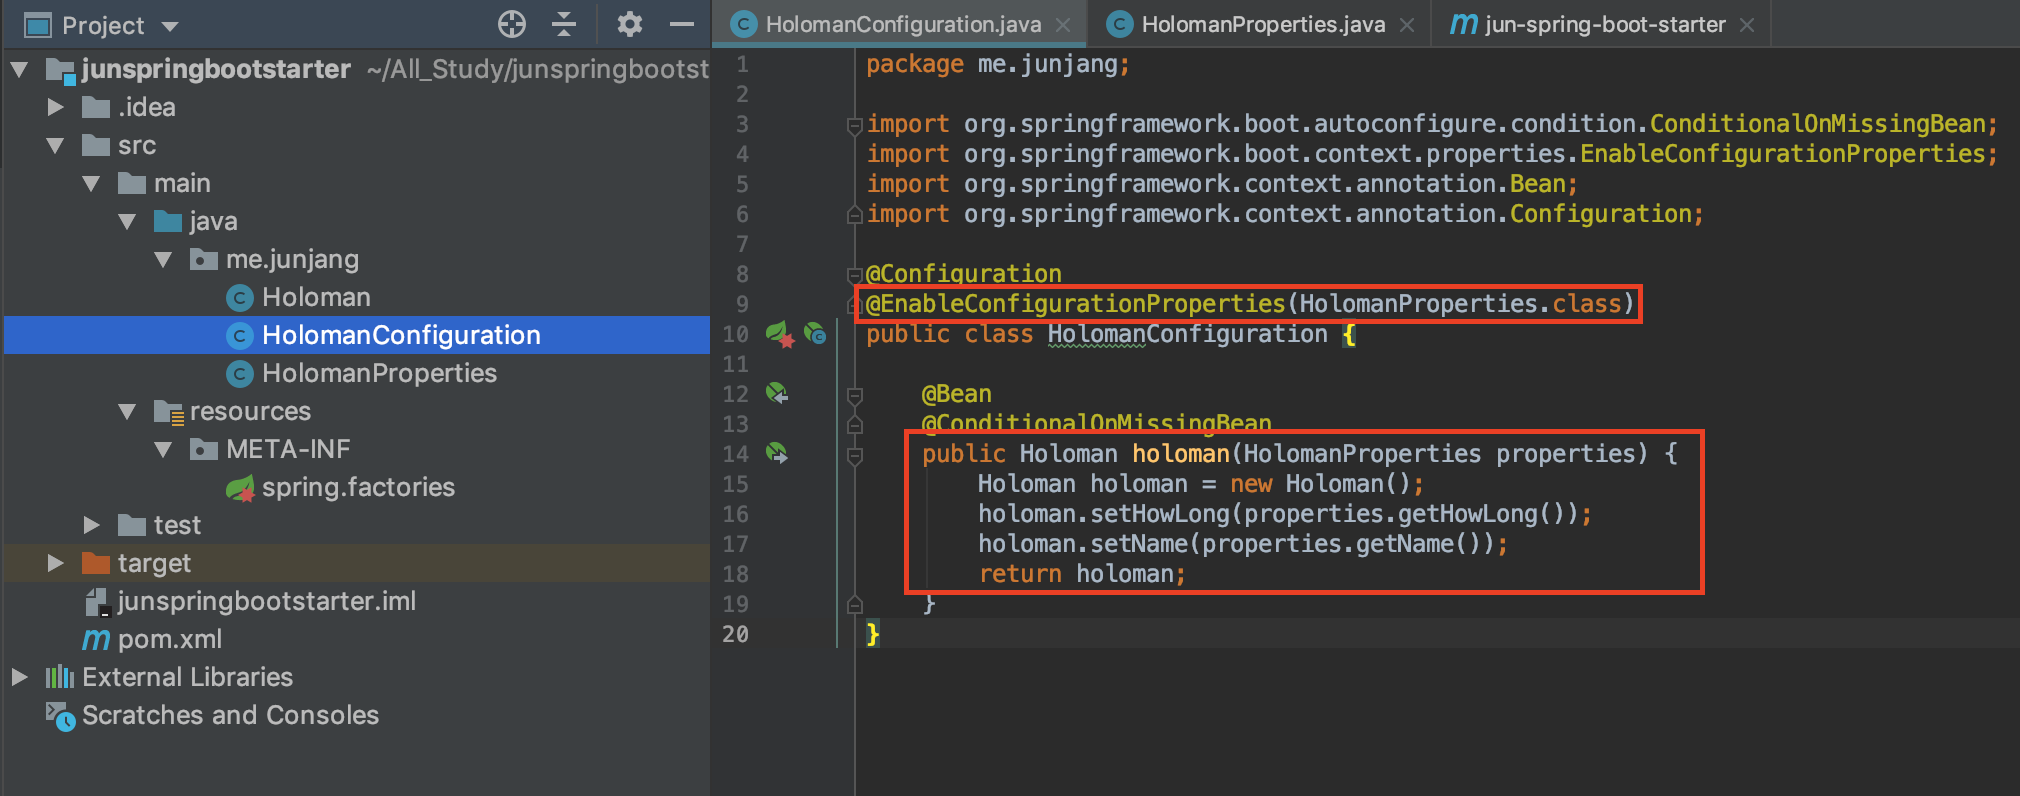 Project
junspringbootstarter ~/All_Study/junspringbootst
.idea
src
main
java
me.junjang
Holoman
HolomanConfiguration
HolomanProperties
resources
META-INF
spring.factories
test
target
junspringbootstarter.iml
pom.xml
External Libraries
Scratches and Consoles
HolomanConfiguration.java HolomanProperties.java jun-spring-boot-starter
1 package me.junjang;
2
3 import org.springframework.boot.autoconfigure.condition.ConditionalOnMissingBean;
4 import org.springframework.boot.context.properties.EnableConfigurationProperties;
5 import org.springframework.context.annotation.Bean;
6 import org.springframework.context.annotation.Configuration;
7
8 @Configuration
9 @EnableConfigurationProperties(HolomanProperties.class)
10 public class HolomanConfiguration {
11
12 @Bean
13 @ConditionalOnMissingBean
14 public Holoman holoman(HolomanProperties properties) {
15 Holoman holoman = new Holoman();
16 holoman.setHowLong(properties.getHowLong());
17 holoman.setName(properties.getName());
18 return holoman;
19 }
20 }